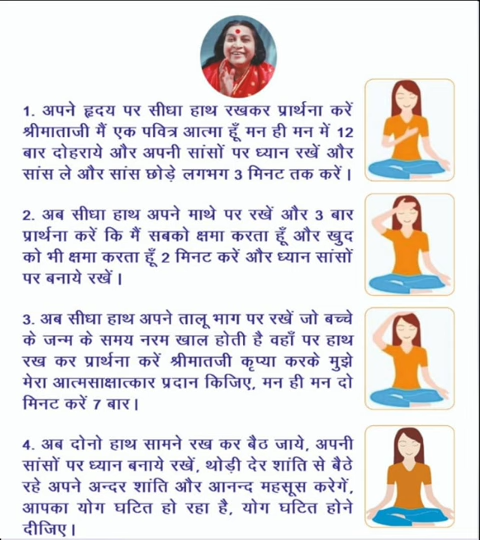 1. अपने हृदय पर सीधा हाथ रखकर प्रार्थना करें
श्रीमाताजी मैं एक पवित्र आत्मा हूँ मन ही मन में 12
बार दोहराये और अपनी सांसों पर ध्यान रखें और
सांस ले और सांस छोड़े लगभग 3 मिनट तक करें।
2. अब सीधा हाथ अपने माथे पर रखें और 3 बार
प्रार्थना करें कि मैं सबको क्षमा करता हूँ और खुद
को भी क्षमा करता हूँ 2 मिनट करें और ध्यान सांसों
पर बनाये रखें।
3. अब सीधा हाथ अपने तालू भाग पर रखें जो बच्चे
के जन्म के समय नरम खाल होती है वहाँ पर हाथ
रख कर प्रार्थना करें श्रीमातजी कृप्या करके मुझे
मेरा आत्मसाक्षात्कार प्रदान किजिए, मन ही मन दो
मिनट करें 7 बार।
4. अब दोनो हाथ सामने रख कर बैठ जाये, अपनी
सांसों पर ध्यान बनाये रखें, थोड़ी देर शांति से बैठे
रहे अपने अन्दर शांति और आनन्द महसूस करेगें,
आपका योग घटित हो रहा है, योग घटित होने
दीजिए।